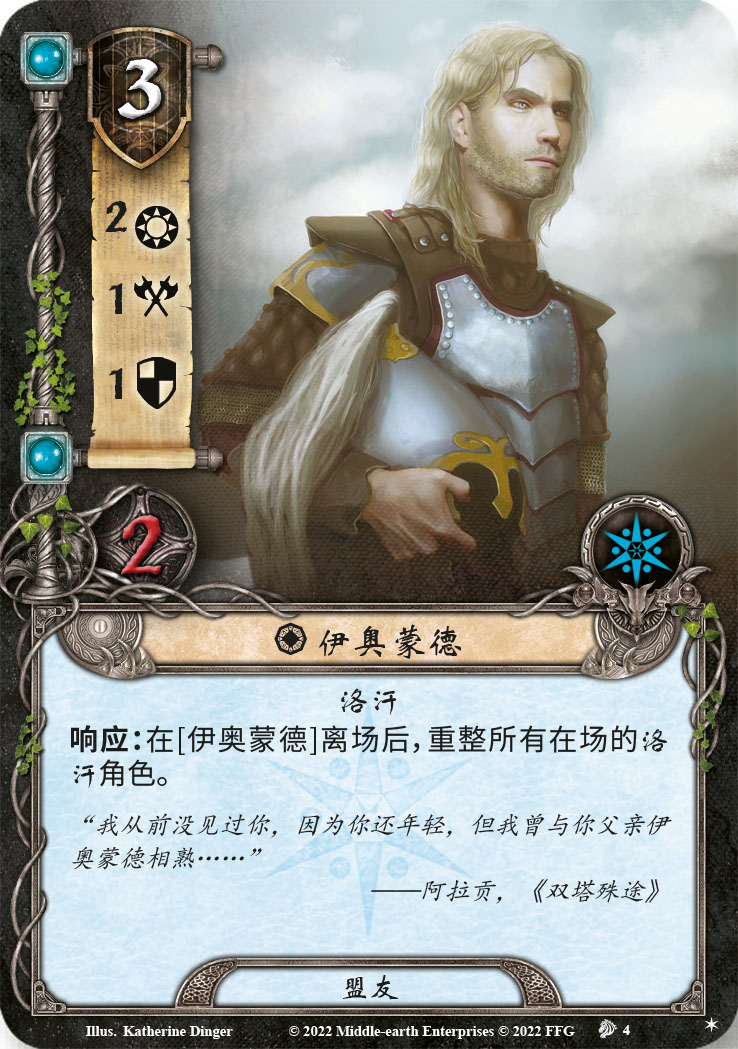 3
2
1
1
2
伊奥蒙德
洛汗
响应：在[伊奥蒙德]离场后，重整所有在场的洛
汗角色。
“我从前没见过你，因为你还年轻，但我曾与你父亲伊
奥蒙德相熟……”
——阿拉贡，《双塔殊途》
盟友
Illus. Katherine Dinger © 2022 Middle-earth Enterprises © 2022 FFG 4